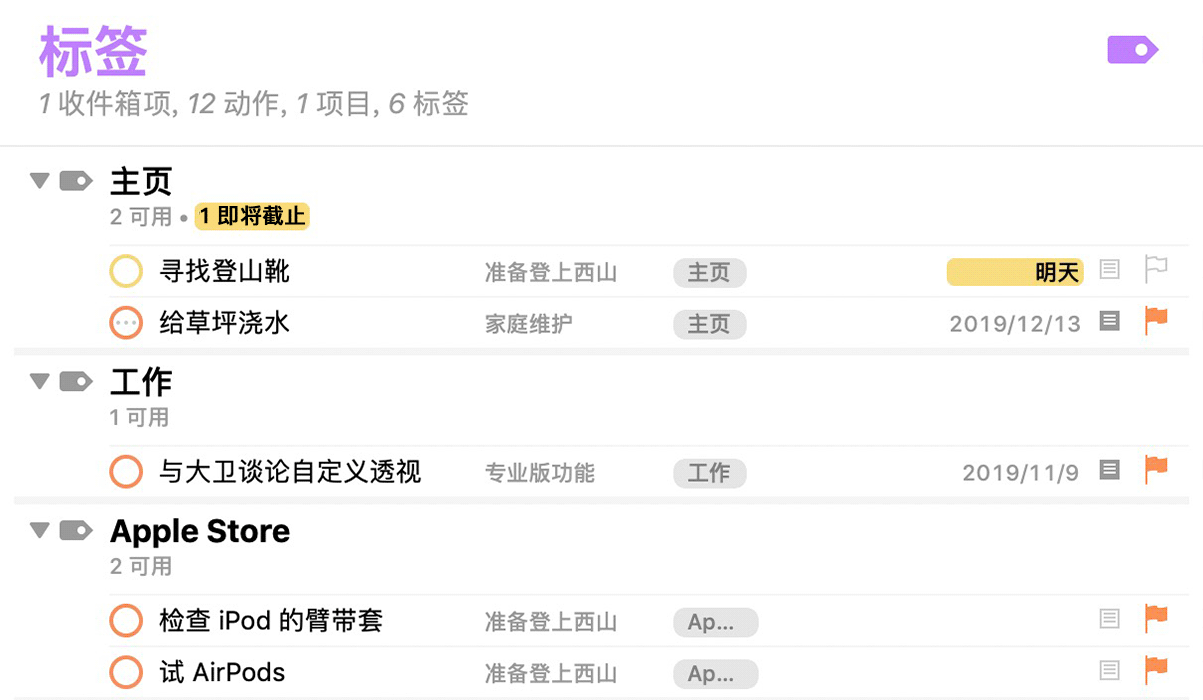 标签
1 收件箱项, 12 动作, 1 项目, 6 标签
主页
2 可用 • 1 即将截止
寻找登山靴 准备登上西山 主页 明天
给草坪浇水 家庭维护 主页 2019/12/13
工作
1 可用
与大卫谈论自定义透视 专业版功能 工作 2019/11/9
Apple Store
2 可用
检查 iPod 的臂带套 准备登上西山 Ap...
试 AirPods 准备登上西山 Ap...